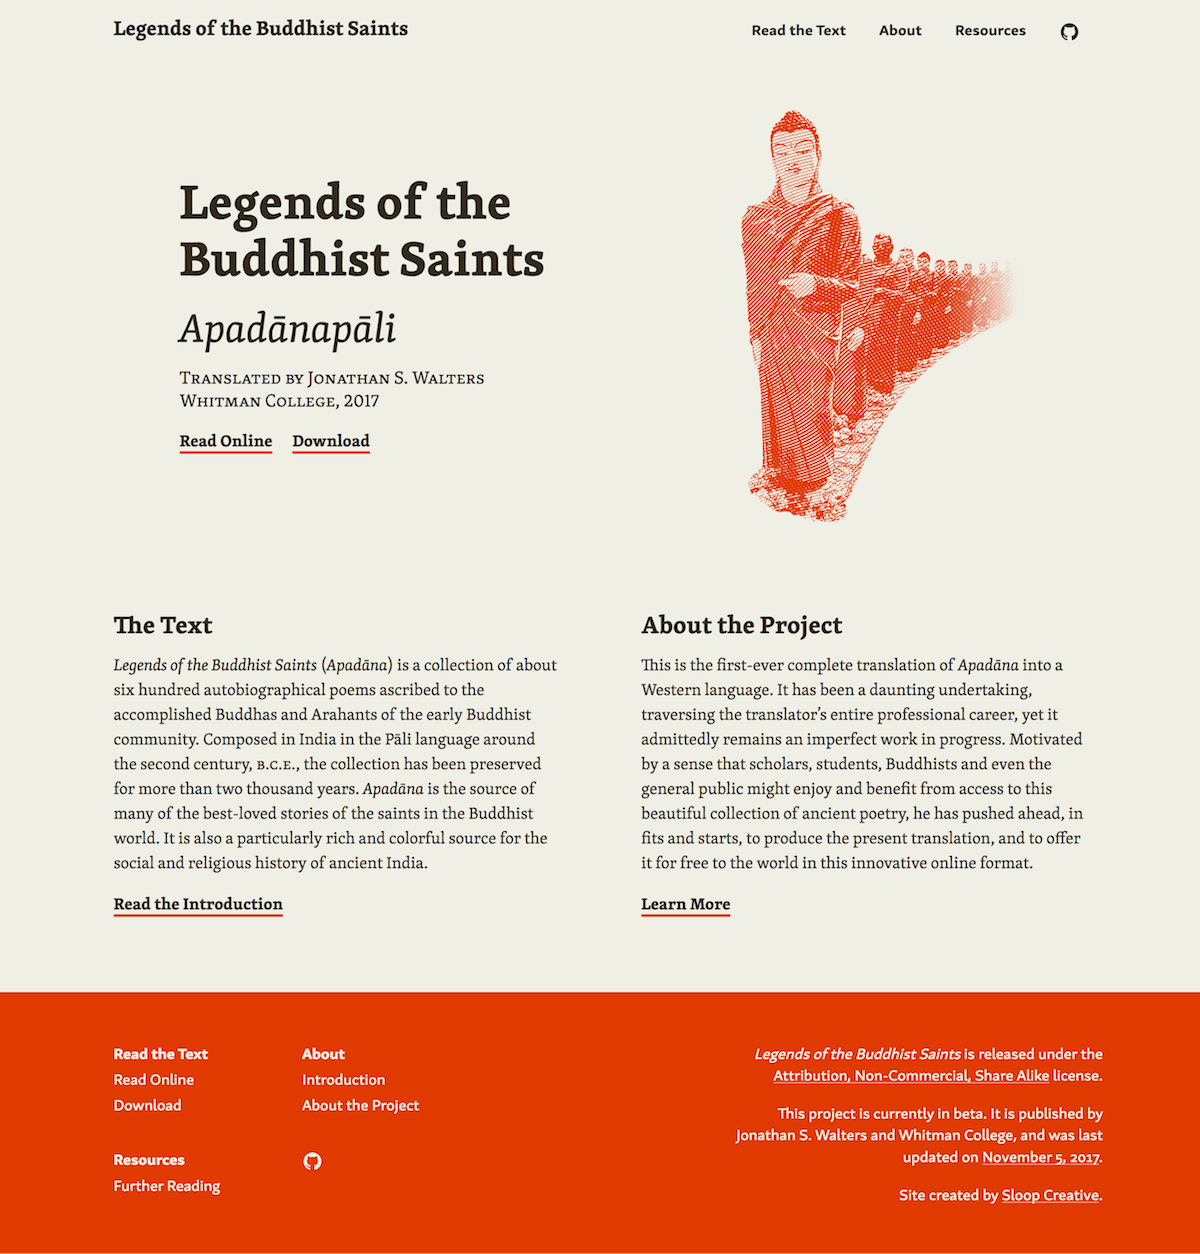 Legends of the Buddhist Saints
Read the Text About Resources
Legends of the
Buddhist Saints
Apadānapāli
Translated by Jonathan S. Walters
Whitman College, 2017
Read Online Download
The Text
Legends of the Buddhist Saints (Apadāna) is a collection of about
six hundred autobiographical poems ascribed to the
accomplished Buddhas and Arahants of the early Buddhist
community. Composed in India in the Pāli language around
the second century, B.C.E., the collection has been preserved
for more than two thousand years. Apadāna is the source of
many of the best-loved stories of the saints in the Buddhist
world. It is also a particularly rich and colorful source for the
social and religious history of ancient India.
Read the Introduction
About the Project
This is the first-ever complete translation of Apadāna into a
Western language. It has been a daunting undertaking,
traversing the translator’s entire professional career, yet it
admittedly remains an imperfect work in progress. Motivated
by a sense that scholars, students, Buddhists and even the
general public might enjoy and benefit from access to this
beautiful collection of ancient poetry, he has pushed ahead, in
fits and starts, to produce the present translation, and to offer
it for free to the world in this innovative online format.
Learn More
Read the Text
Read Online
Download
About
Introduction
About the Project
Resources
Further Reading
Legends of the Buddhist Saints is released under the
Attribution, Non-Commercial, Share Alike license.
This project is currently in beta. It is published by
Jonathan S. Walters and Whitman College, and was last
updated on November 5, 2017.
Site created by Sloop Creative.